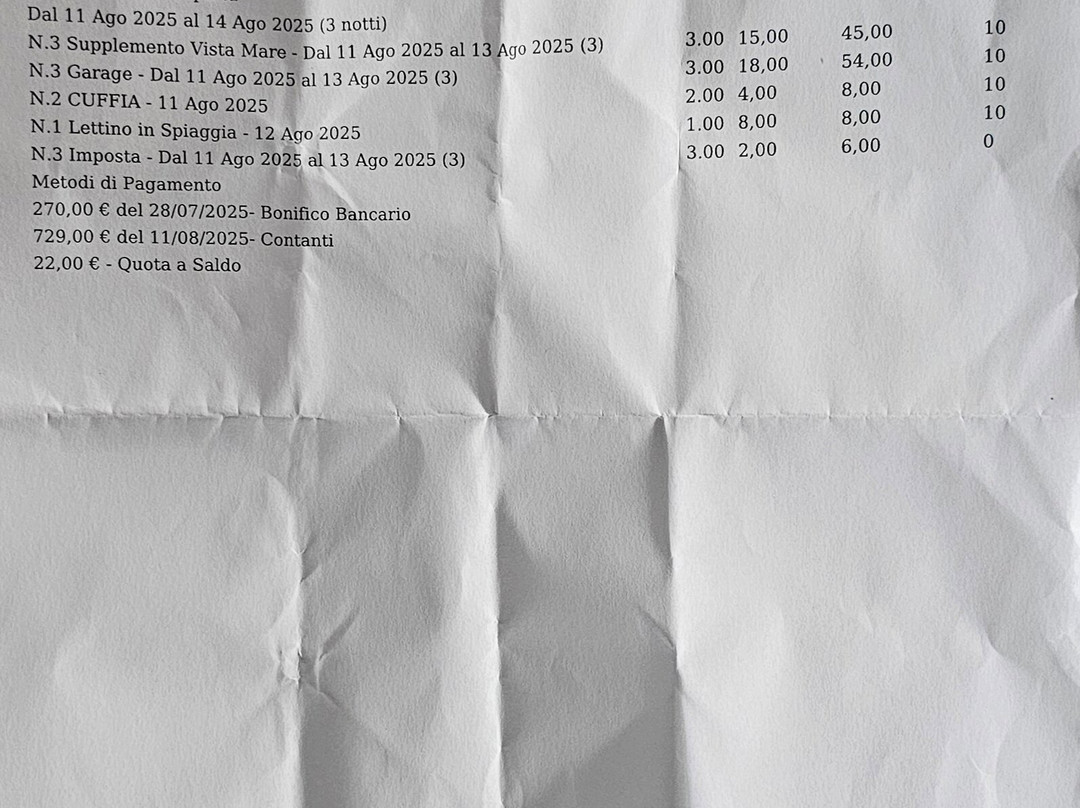 Dal 11 Ago 2025 al 14 Ago 2025 (3 notti)
N.3 Supplemento Vista Mare - Dal 11 Ago 2025 al 13 Ago 2025 (3) 3.00 15,00 45,00 10
N.3 Garage - Dal 11 Ago 2025 al 13 Ago 2025 (3) 3.00 18,00 54,00 10
N.2 CUFFIA - 11 Ago 2025 2.00 4,00 8,00 10
N.1 Lettino in Spiaggia - 12 Ago 2025 1.00 8,00 8,00 10
N.3 Imposta - Dal 11 Ago 2025 al 13 Ago 2025 (3) 3.00 2,00 6,00 0
Metodi di Pagamento
270,00 € del 28/07/2025- Bonifico Bancario
729,00 € del 11/08/2025- Contanti
22,00 € - Quota a Saldo